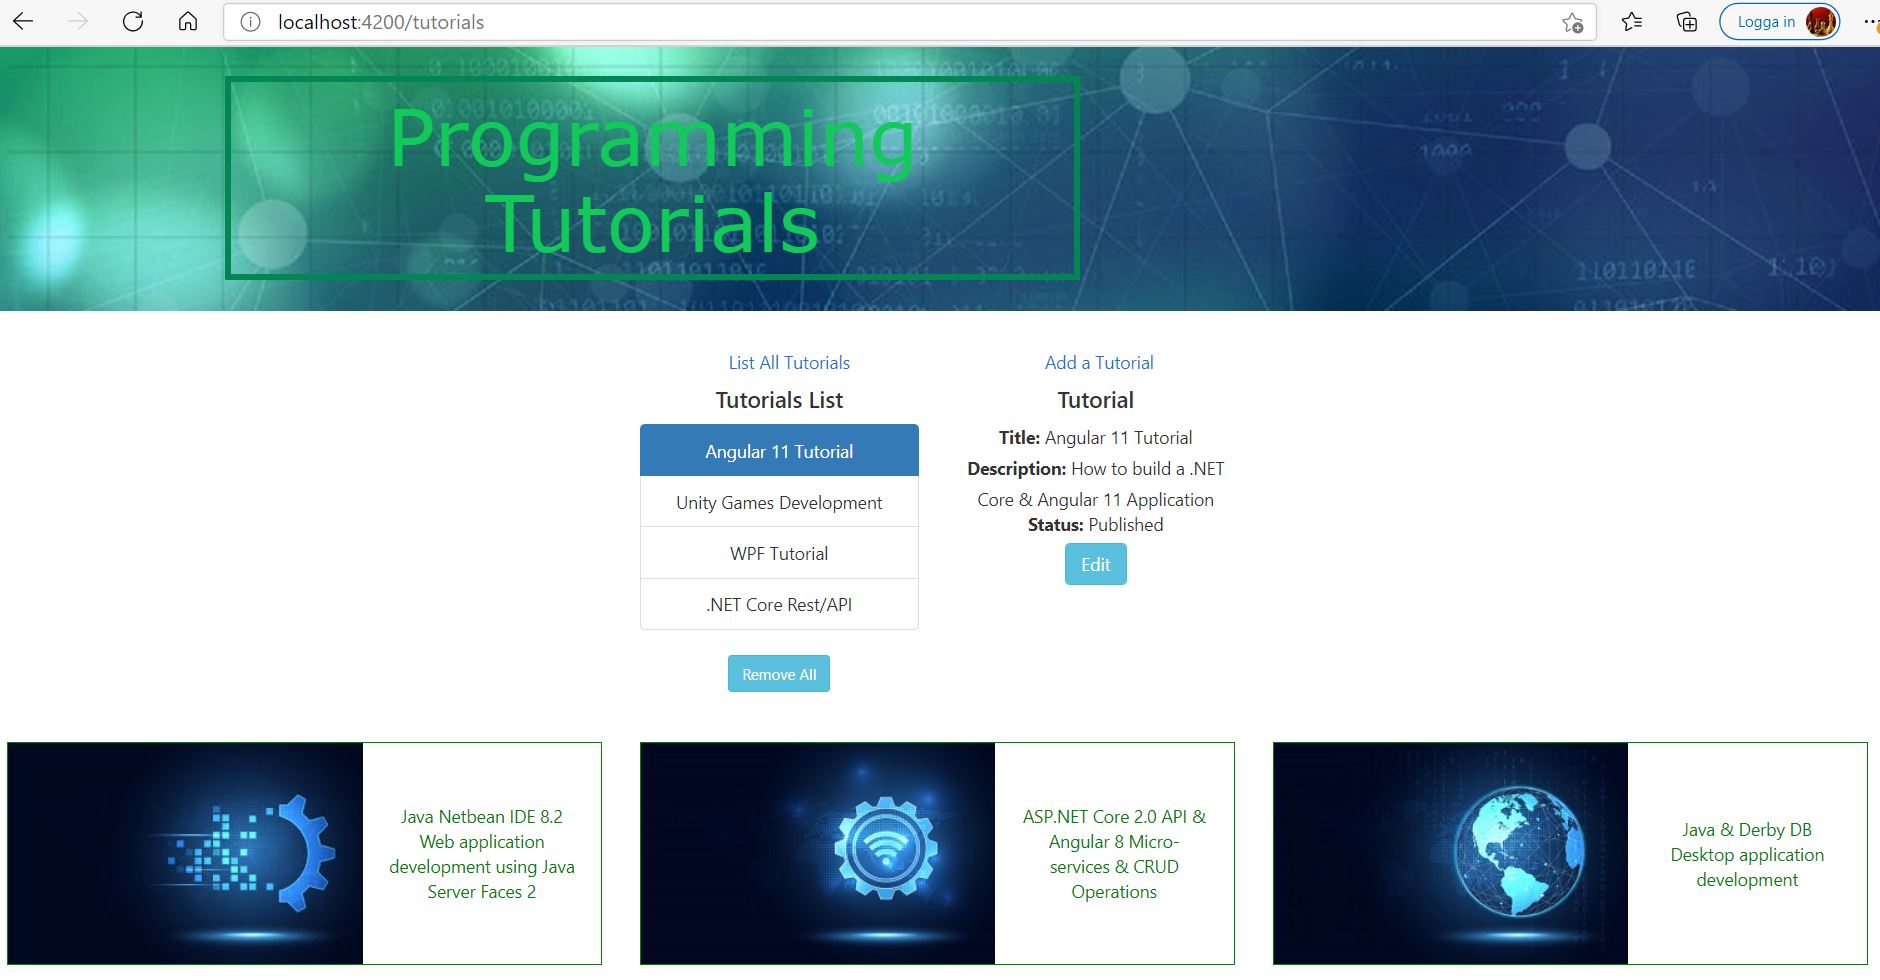 localhost:4200/tutorials
Logga in
Programming
Tutorials
List All Tutorials
Add a Tutorial
Tutorials List
Angular 11 Tutorial
Unity Games Development
WPF Tutorial
.NET Core Rest/API
Remove All
Tutorial
Title: Angular 11 Tutorial
Description: How to build a .NET
Core & Angular 11 Application
Status: Published
Edit
Java Netbean IDE 8.2
Web application
development using Java
Server Faces 2
ASP.NET Core 2.0 API &
Angular 8 Micro-
services & CRUD
Operations
Java & Derby DB
Desktop application
development